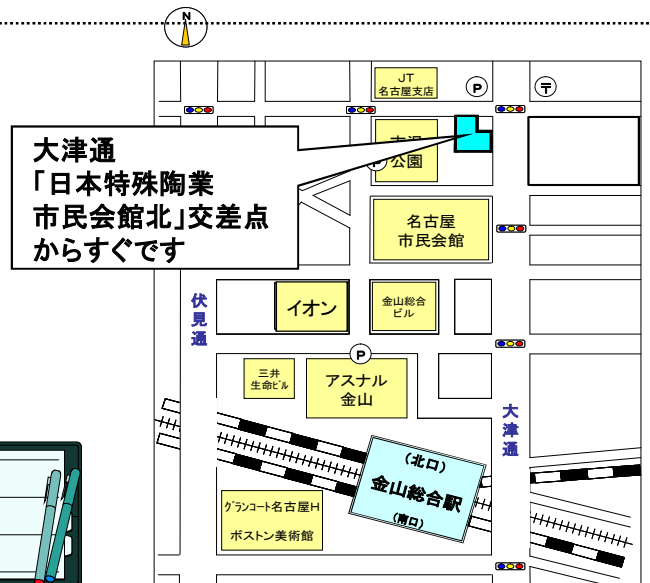 N
JT
名古屋支店
P
〒
大津通
「日本特殊陶業
市民会館北」交差点
からすぐです
P
公園
名古屋
市民会館
伏見通
イオン
金山総合
ビル
P
三井
生命ビル
アスナル
金山
大津通
(北口)
金山総合駅
(南口)
グランコート名古屋H
ボストン美術館